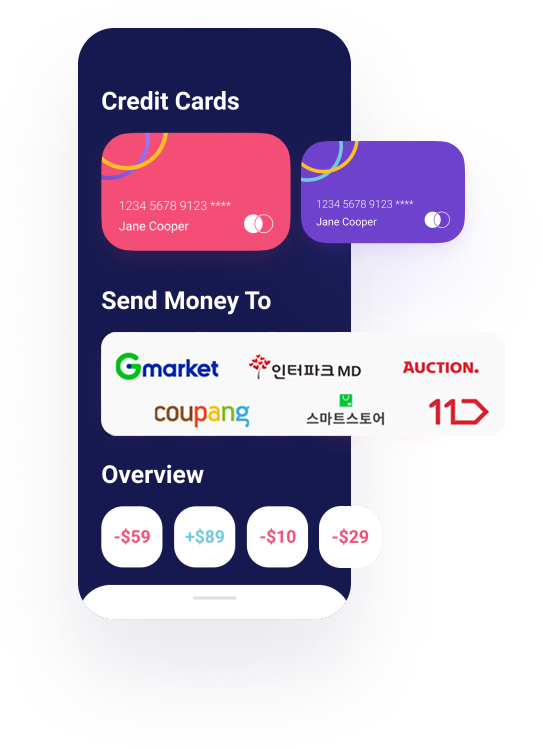 Credit Cards
1234 5678 9123 ****
Jane Cooper
1234 5678 9123 ****
Jane Cooper
Send Money To
Gmarket
인터파크 MD
AUCTION.
coupang
스마트스토어
11
Overview
-$59
+$89
-$10
-$29